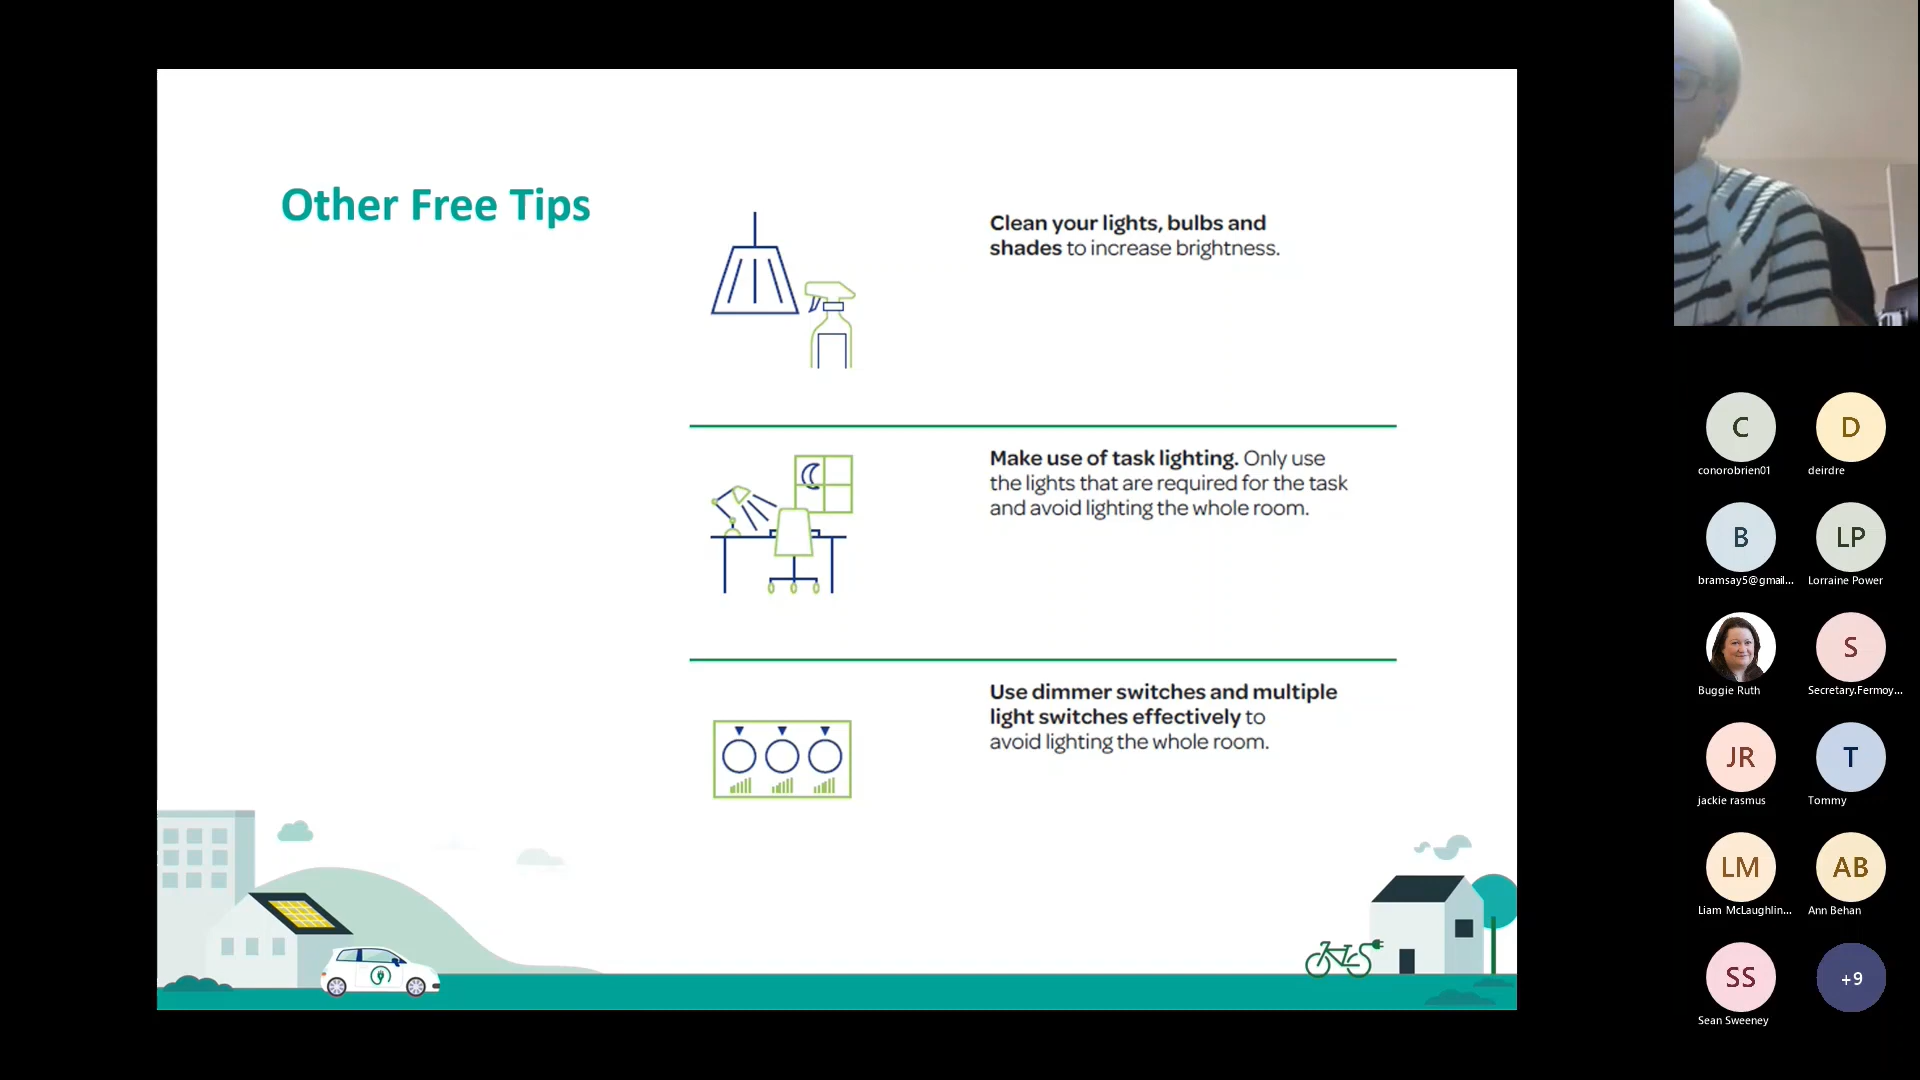 Other Free Tips
Clean your lights, bulbs and
shades to increase brightness.
Make use of task lighting. Only use
the lights that are required for the task
and avoid lighting the whole room.
Use dimmer switches and multiple
light switches effectively to
avoid lighting the whole room.
C
D
conorobrien01
deirdre
B
LP
bramsay5@gmail...
Lorraine Power
S
Buggie Ruth
Secretary.Fermoy...
JR
T
jackie rasmus
Tommy
LM
AB
Liam McLaughlin...
Ann Behan
SS
+9
Sean Sweeney